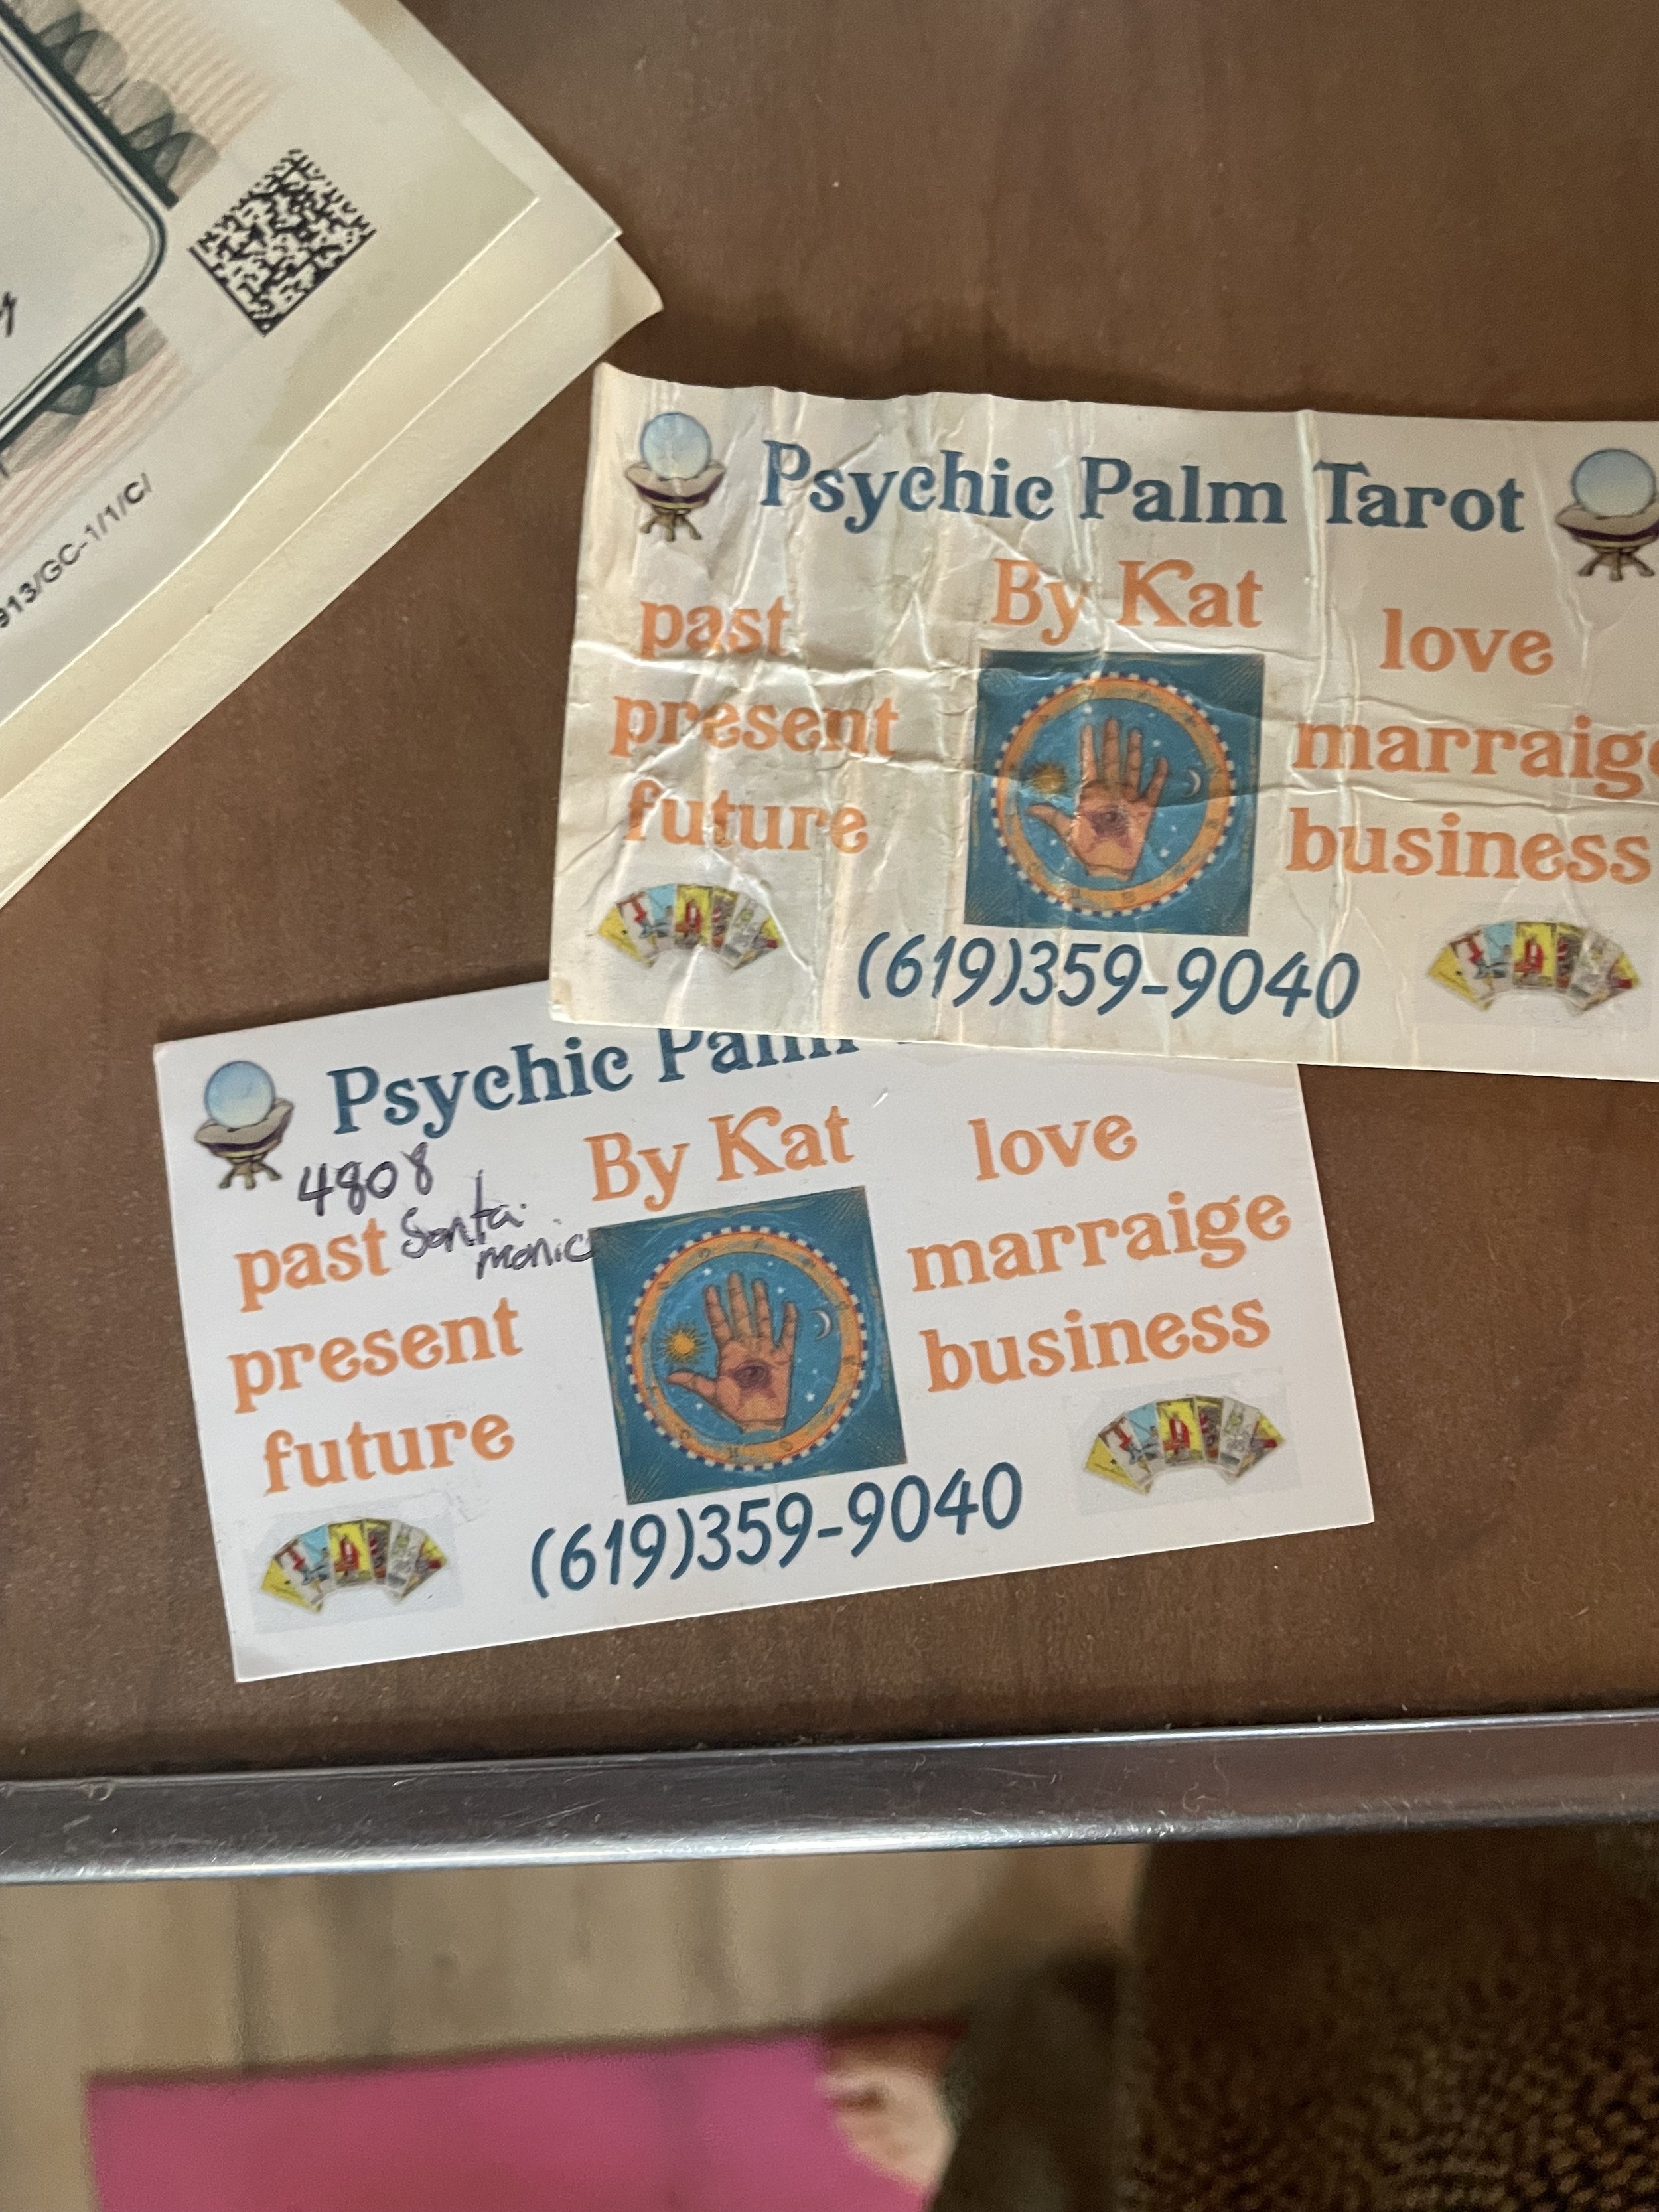 913/GC-1/1/C/
Psychic Palm Tarot
By Kat
past
present
future
love
marraige
business
(619)359-9040
Psychic Palm
By Kat
4808
Santa
monica
past
present
future
love
marraige
business
(619)359-9040